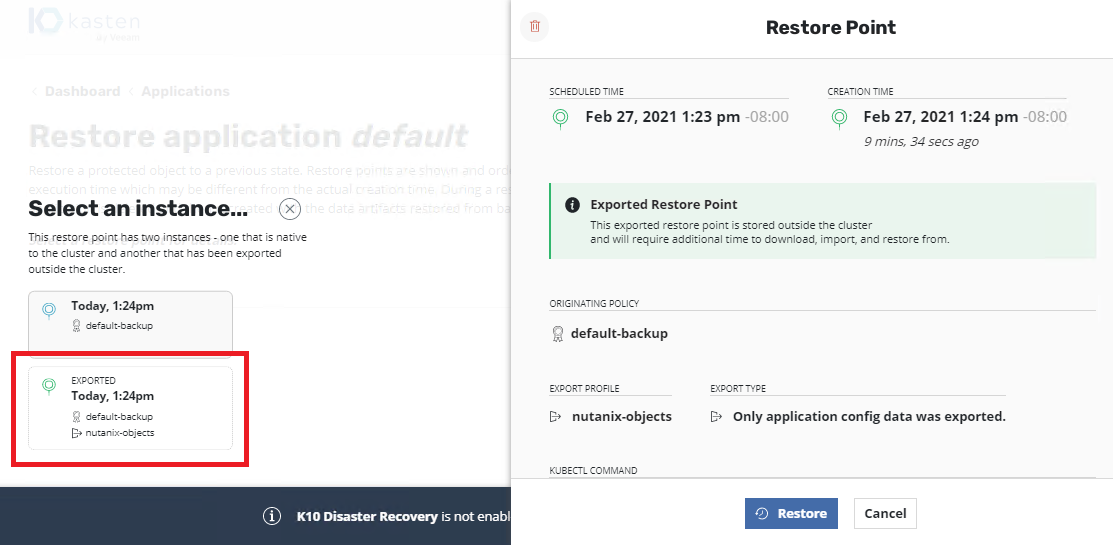 kasten
by Veeam
Dashboard
Applications
Restore application default
Restore a protected object to a previous state. Restore points are shown and ord
execution time which may be different from the actual creation time. During a res
created
the data artifacts restored from ba
Select an instance...
This restore point has two instances - one that is native
to the cluster and another that has been exported
outside the cluster.
Today, 1:24pm
default-backup
EXPORTED
Today, 1:24pm
default-backup
nutanix-objects
K10 Disaster Recovery is not enabl
Restore Point
SCHEDULED TIME
Feb 27, 2021 1:23 pm -08:00
CREATION TIME
Feb 27, 2021 1:24 pm -08:00
9 mins, 34 secs ago
Exported Restore Point
This exported restore point is stored outside the cluster
and will require additional time to download, import, and restore from.
ORIGINATING POLICY
default-backup
EXPORT PROFILE
nutanix-objects
EXPORT TYPE
Only application config data was exported.
KUBECTL COMMAND
Restore
Cancel